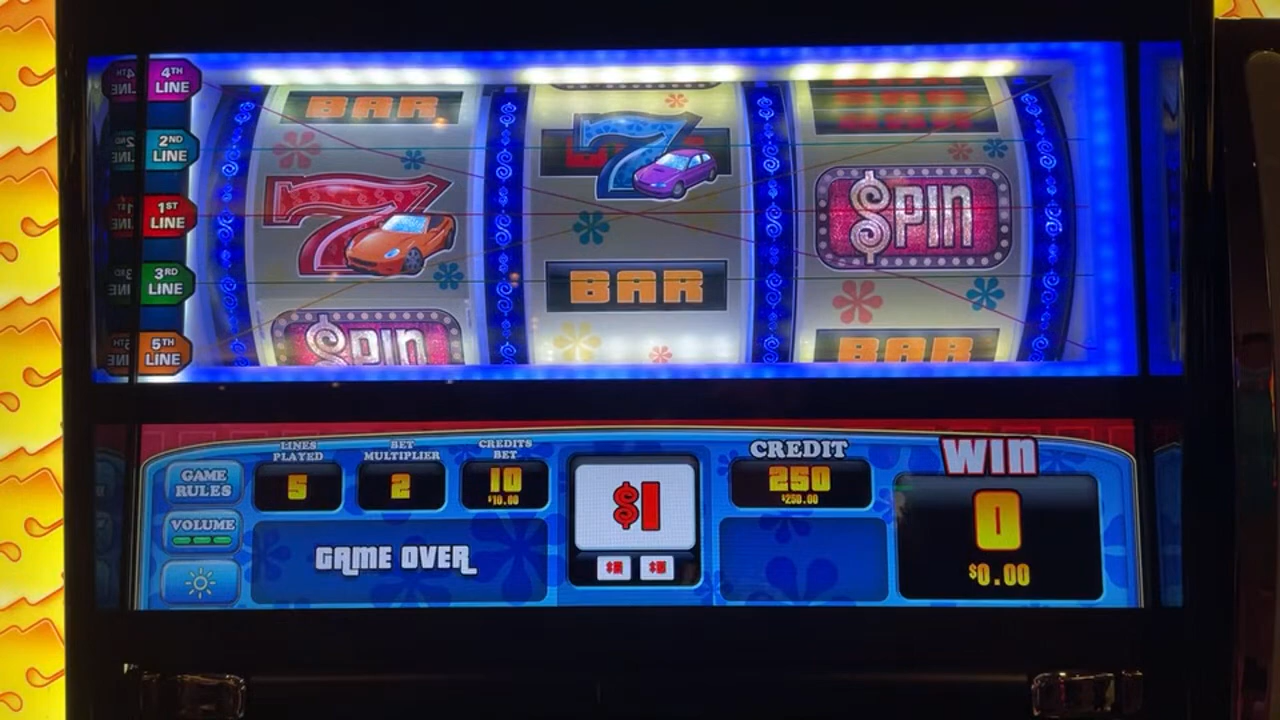 4TH
LINE
BAR
7
2ND
LINE
1ST
LINE
7
$PIN
3RD
LINE
BAR
5TH
LINE
$PIN
BAR
LINES
PLAYED
BET
MULTIPLIER
CREDITS
BET
CREDIT
WIN
GAME
RULES
5
2
10
$10.00
$1
250
$250.00
0
$0.00
VOLUME
GAME OVER